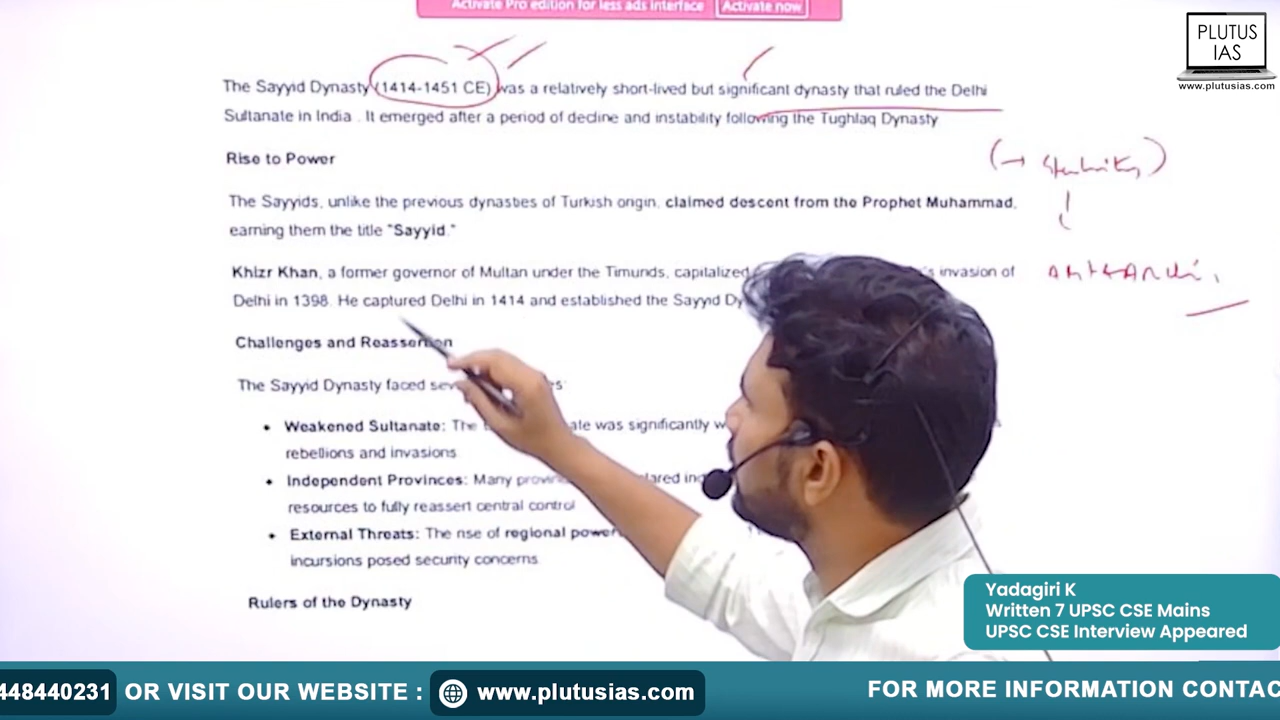 Activate Pro edition for less ads interface Activate now
PLUTUS
IAS
www.plutusias.com
The Sayyid Dynasty (1414-1451 CE) was a relatively short-lived but significant dynasty that ruled the Delhi
Sultanate in India . It emerged after a period of decline and instability following the Tughlaq Dynasty
Rise to Power
The Sayyids, unlike the previous dynasties of Turkish origin, claimed descent from the Prophet Muhammad,
earning them the title "Sayyid."
Khizr Khan, a former governor of Multan under the Timurids, capitalized 's invasion of
Delhi in 1398. He captured Delhi in 1414 and established the Sayyid Dy
Challenges and Reassertion
The Sayyid Dynasty faced sev es:
• Weakened Sultanate: The ate was significantly w
rebellions and invasions
• Independent Provinces: Many provin lared ind
resources to fully reassert central control
• External Threats: The rise of regional power
incursions posed security concerns
Rulers of the Dynasty
Yadagiri K
Written 7 UPSC CSE Mains
UPSC CSE Interview Appeared
448440231 OR VISIT OUR WEBSITE : www.plutusias.com FOR MORE INFORMATION CONTAC